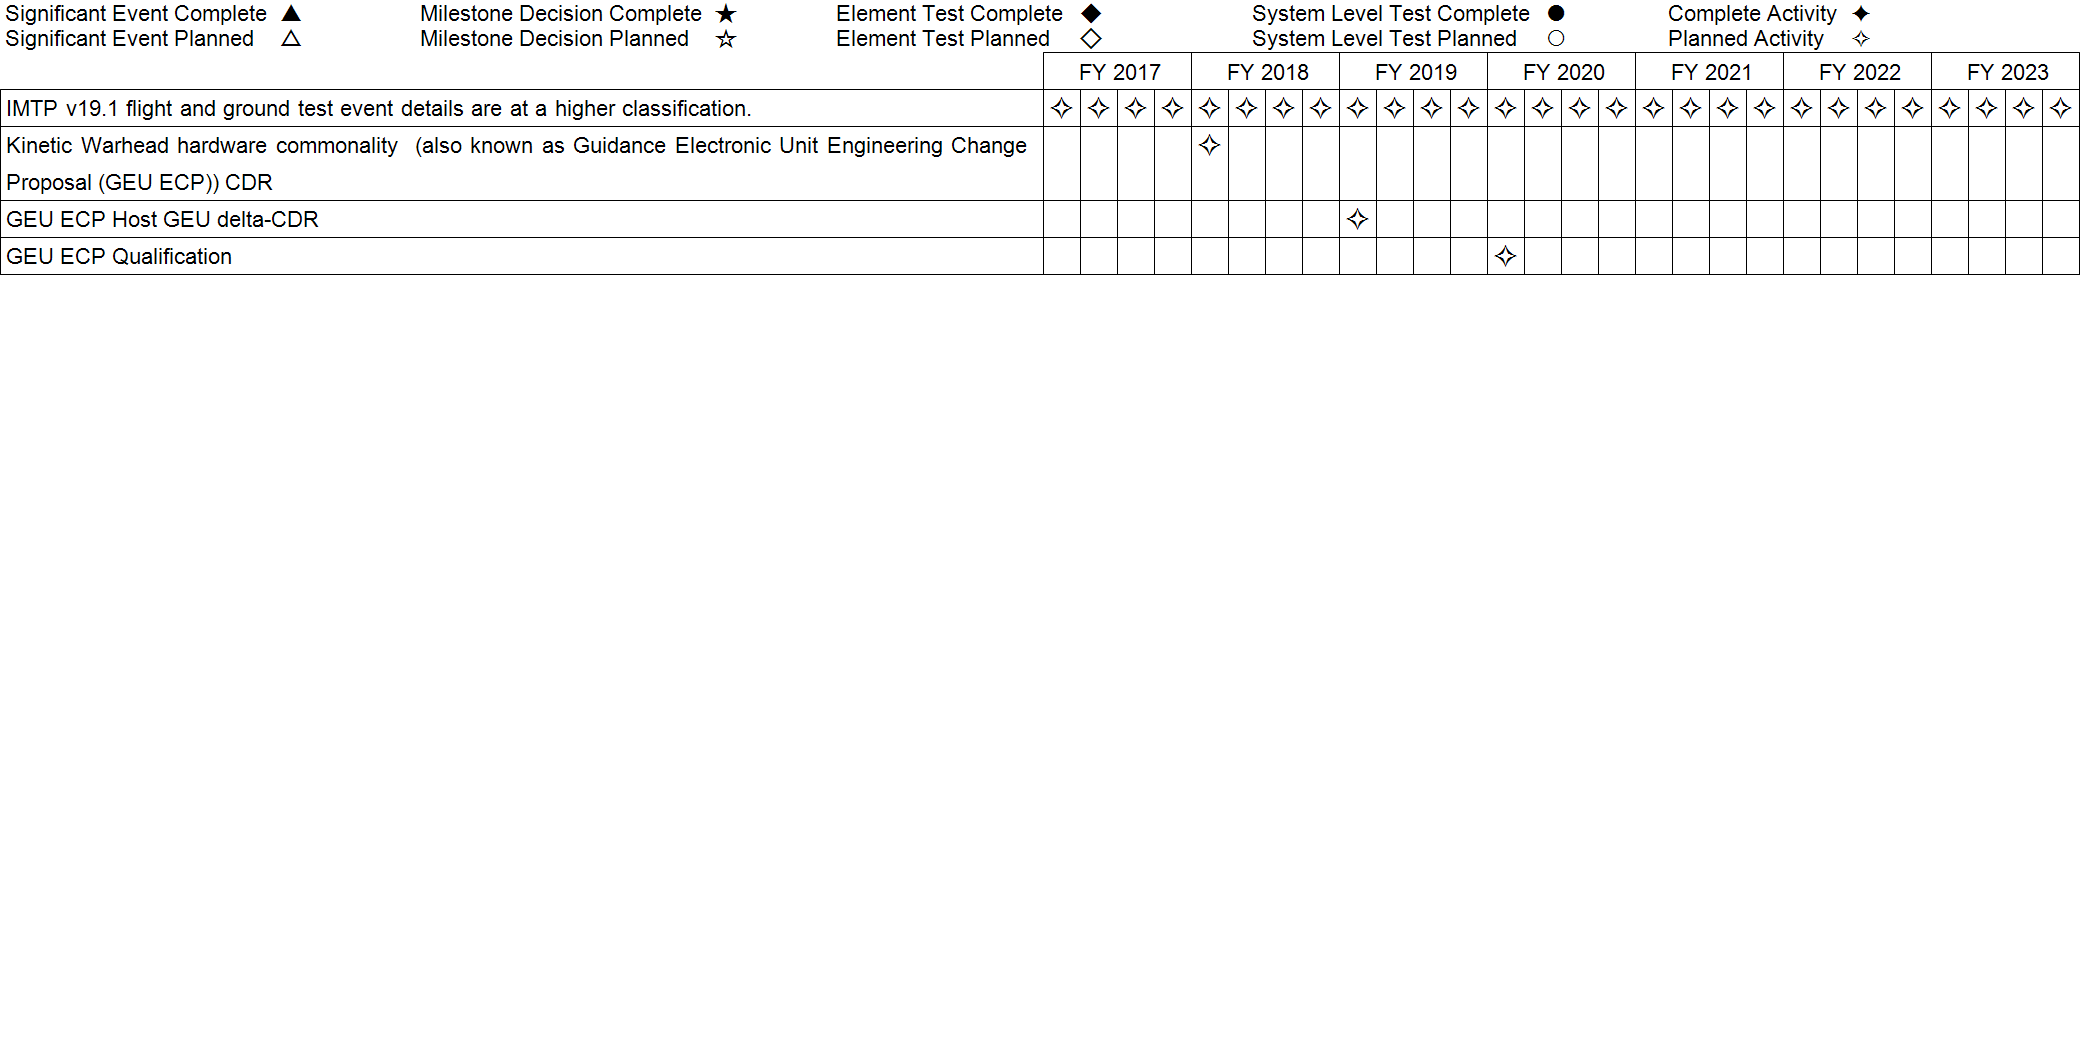 Significant Event Complete ▲ Milestone Decision Complete ★ Element Test Complete ◆ System Level Test Complete ● Complete Activity ✦
Significant Event Planned △ Milestone Decision Planned ☆ Element Test Planned ◇ System Level Test Planned ○ Planned Activity ✧
FY 2017 FY 2018 FY 2019 FY 2020 FY 2021 FY 2022 FY 2023
IMTP v19.1 flight and ground test event details are at a higher classification. ✧ ✧ ✧ ✧ ✧ ✧ ✧ ✧ ✧ ✧ ✧ ✧ ✧ ✧ ✧ ✧ ✧ ✧ ✧ ✧ ✧ ✧ ✧ ✧ ✧ ✧ ✧ ✧
Kinetic Warhead hardware commonality (also known as Guidance Electronic Unit Engineering Change ✧
Proposal (GEU ECP)) CDR
GEU ECP Host GEU delta-CDR ✧
GEU ECP Qualification ✧